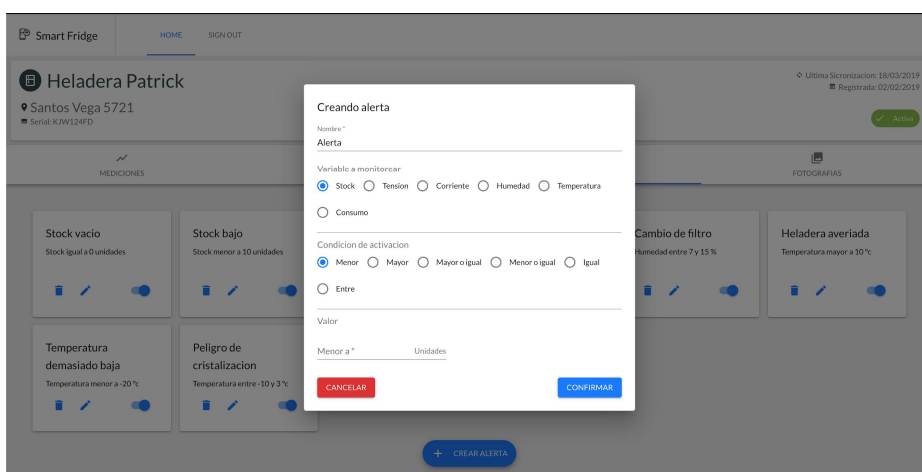 Smart Fridge
HOME
SIGN OUT
Heladera Patrick
Santos Vega 5721
Serial: KJW124FD
Ultima Sicronizacion: 18/03/2019
Registrada: 02/02/2019
Activa
MEDICIONES
FOTOGRAFIAS
Stock vacio
Stock igual a 0 unidades
Stock bajo
Stock menor a 10 unidades
Cambio de filtro
Humedad entre 7 y 15 %
Heladera averiada
Temperatura mayor a 10 °c
Temperatura
demasiado baja
Temperatura menor a -20 °c
Peligro de
cristalizacion
Temperatura entre -10 y 3 °c
Creando alerta
Nombre *
Alerta
Variable a monitorear
Stock Tension Corriente Humedad Temperatura
Consumo
Condicion de activacion
Menor Mayor Mayor o igual Menor o igual Igual
Entre
Valor
Menor a * Unidades
CANCELAR CONFIRMAR
+ CREAR ALERTA